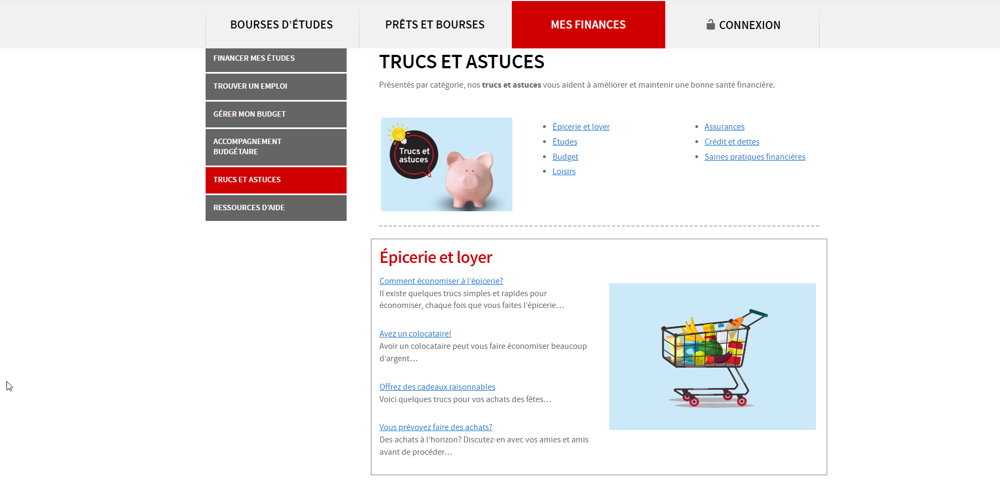 BOURSES D’ÉTUDES
PRÊTS ET BOURSES
MES FINANCES
CONNEXION
FINANCER MES ÉTUDES
TROUVER UN EMPLOI
GÉRER MON BUDGET
ACCOMPAGNEMENT
BUDGÉTAIRE
TRUCS ET ASTUCES
RESSOURCES D’AIDE
TRUCS ET ASTUCES
Présentés par catégorie, nos trucs et astuces vous aident à améliorer et maintenir une bonne santé financière.
Trucs et
astuces
Épicerie et loyer
Études
Budget
Loisirs
Assurances
Crédit et dettes
Saines pratiques financières
Épicerie et loyer
Comment économiser à l’épicerie?
Il existe quelques trucs simples et rapides pour
économiser, chaque fois que vous faites l’épicerie…
Ayez un colocataire!
Avoir un colocataire peut vous faire économiser beaucoup
d’argent…
Offrez des cadeaux raisonnables
Voici quelques trucs pour vos achats des fêtes…
Vous prévoyez faire des achats?
Des achats à l’horizon? Discutez-en avec vos amies et amis
avant de procéder…